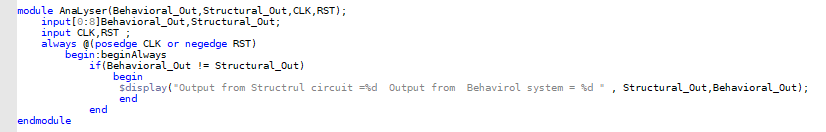 module AnaLyser(Behavioral_Out,Structural_Out,CLK,RST);
input[0:8]Behavioral_Out,Structural_Out;
input CLK,RST ;
always @(posedge CLK or negedge RST)
begin:beginAlways
if(Behavioral_Out != Structural_Out)
begin
$display("Output from Structrul circuit =%d  Output from  Behavirol system = %d " , Structural_Out,Behavioral_Out);
end
end
endmodule